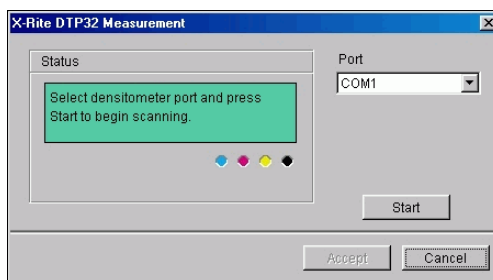 X-Rite DTP32 Measurement
Status
Select densitometer port and press
Start to begin scanning.
Port
COM1
Start
Accept
Cancel